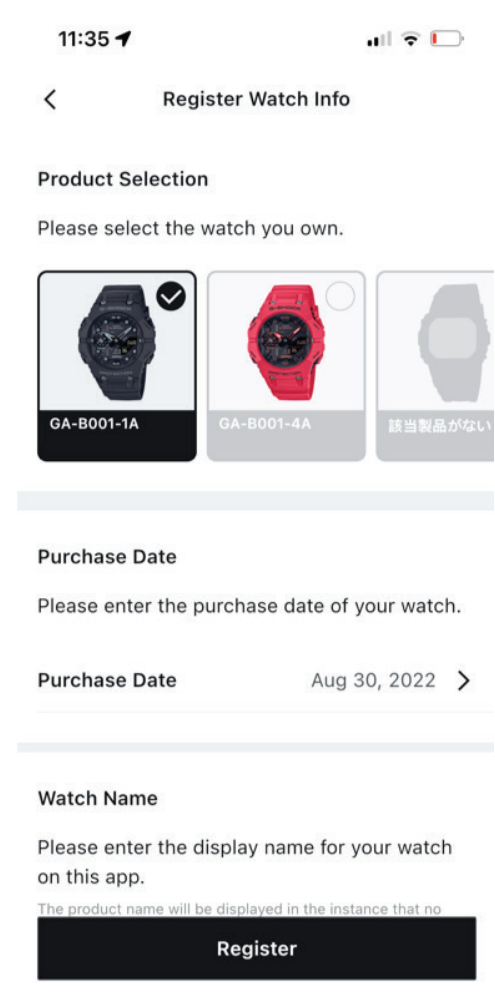 11:35
Register Watch Info
Product Selection
Please select the watch you own.
GA-B001-1A
GA-B001-4A
該当製品がない
Purchase Date
Please enter the purchase date of your watch.
Purchase Date Aug 30, 2022
Watch Name
Please enter the display name for your watch
on this app.
The product name will be displayed in the instance that no
Register